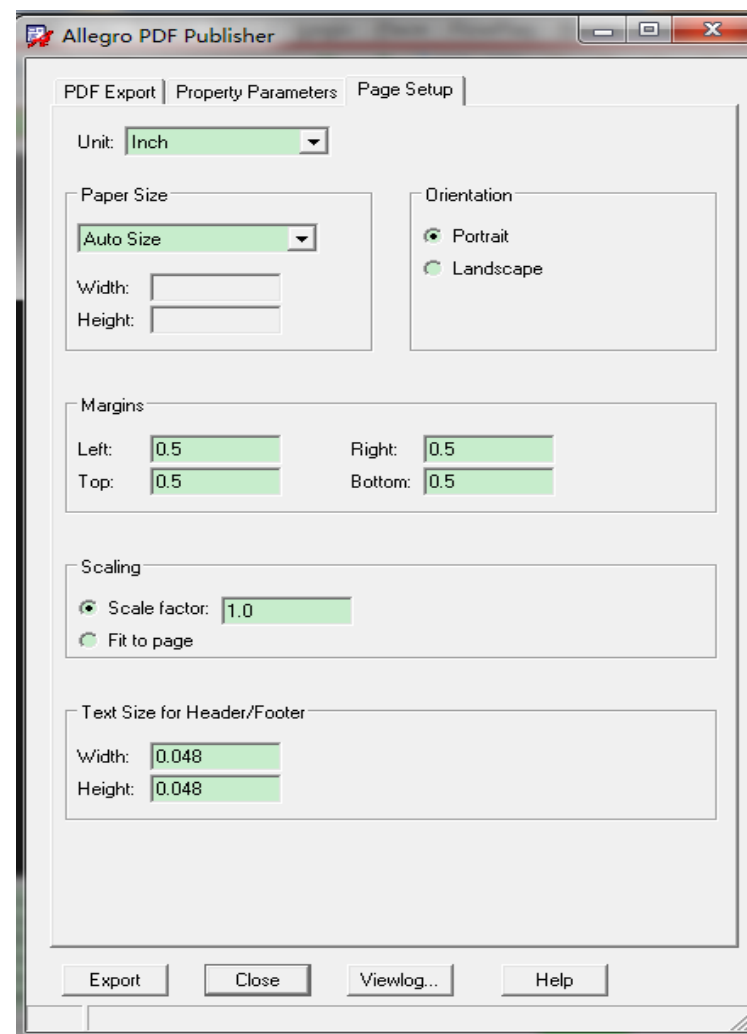 Allegro PDF Publisher
PDF Export Property Parameters Page Setup
Unit: Inch
Paper Size
Auto Size
Width:
Height:
Orientation
Portrait
Landscape
Margins
Left: 0.5 Right: 0.5
Top: 0.5 Bottom: 0.5
Scaling
Scale factor: 1.0
Fit to page
Text Size for Header/Footer
Width: 0.048
Height: 0.048
Export Close Viewlog... Help